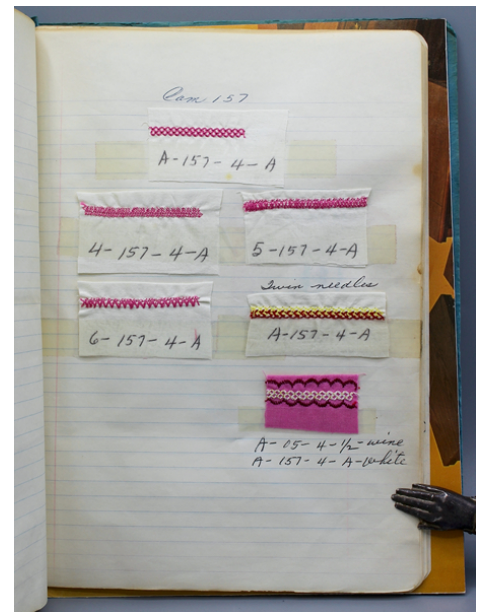 Cam 157
A-157-4-A
4-157-4-A
5-157-4-A
6-157-4-A
Twin needles
A-157-4-A
A-05-4-1/2-wine
A-157-4-A-White